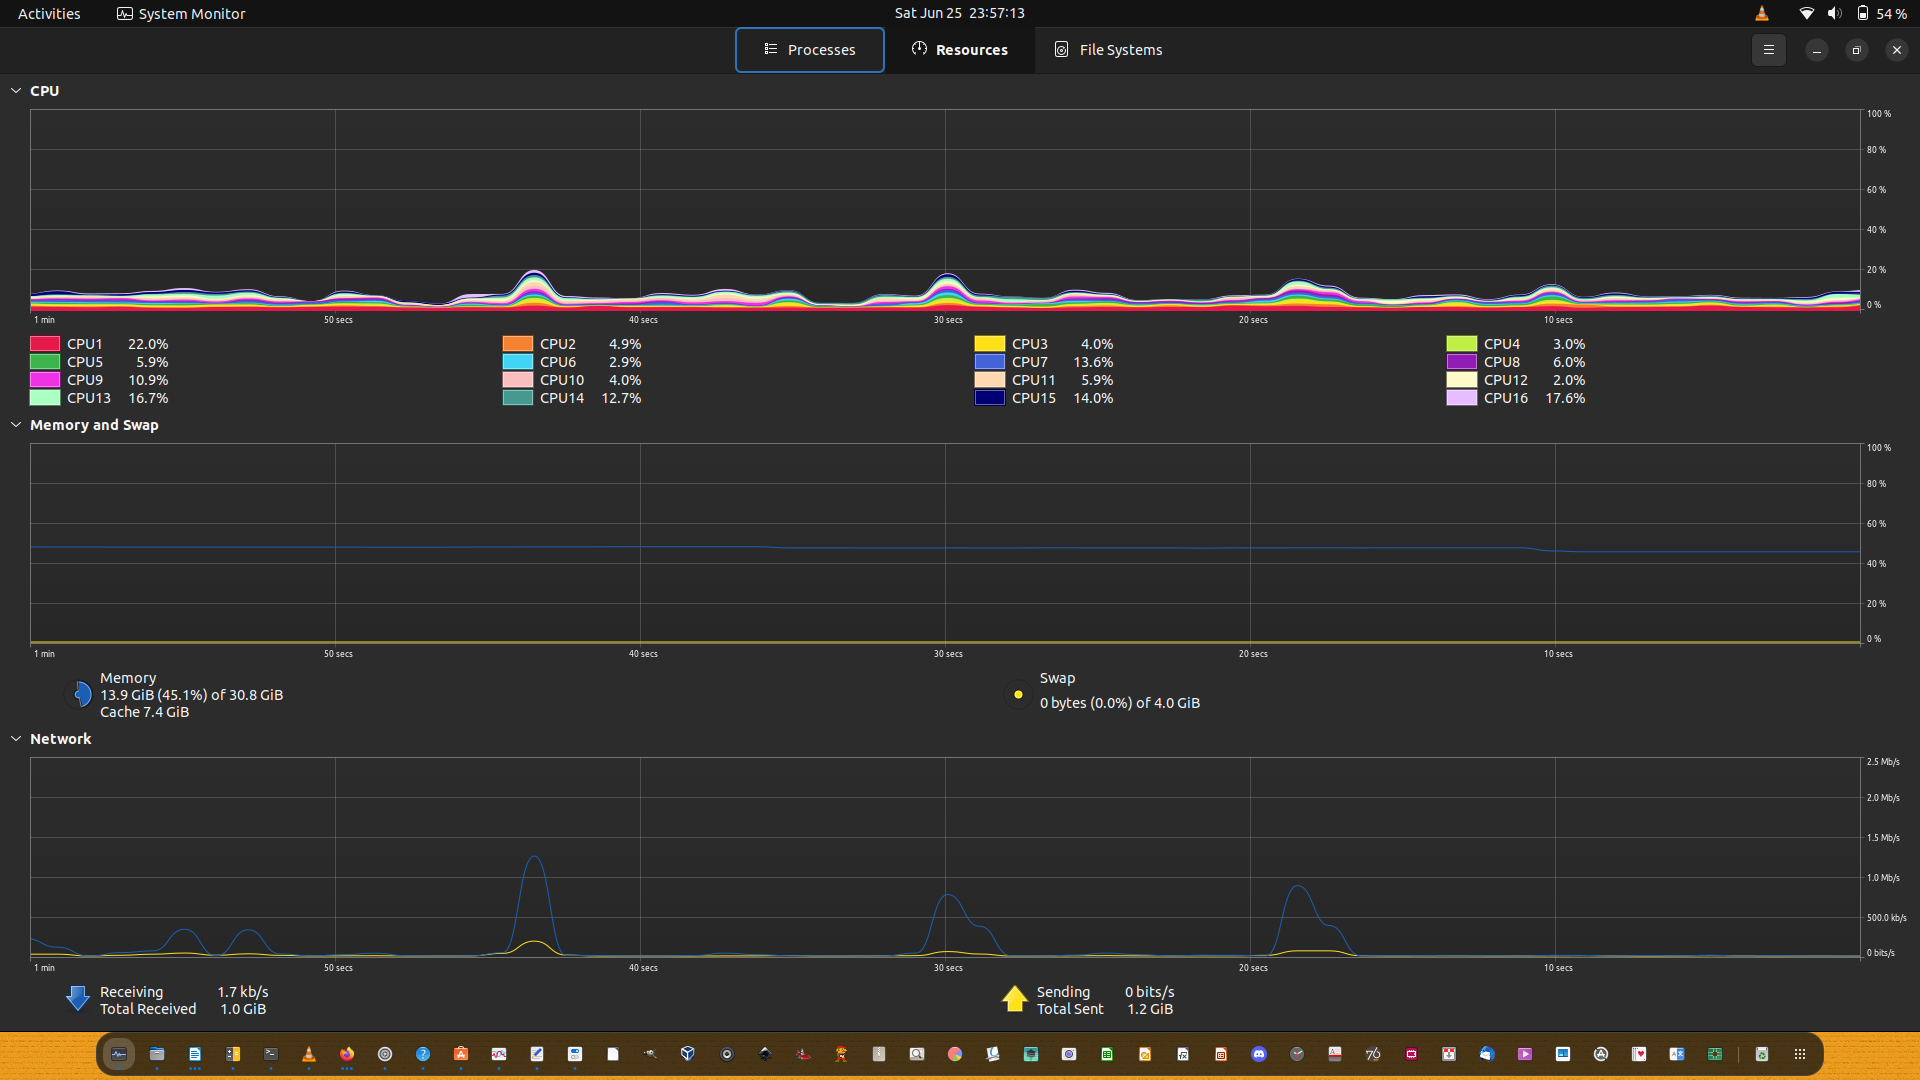 Activities System Monitor Sat Jun 25 23:57:13 54 %
Processes Resources File Systems
CPU
100 %
80 %
60 %
40 %
20 %
0 %
1 min 50 secs 40 secs 30 secs 20 secs 10 secs
CPU1 22.0% CPU2 4.9% CPU3 4.0% CPU4 3.0%
CPU5 5.9% CPU6 2.9% CPU7 13.6% CPU8 6.0%
CPU9 10.9% CPU10 4.0% CPU11 5.9% CPU12 2.0%
CPU13 16.7% CPU14 12.7% CPU15 14.0% CPU16 17.6%
Memory and Swap
100 %
80 %
60 %
40 %
20 %
0 %
1 min 50 secs 40 secs 30 secs 20 secs 10 secs
Memory Swap
13.9 GiB (45.1%) of 30.8 GiB 0 bytes (0.0%) of 4.0 GiB
Cache 7.4 GiB
Network
2.5 Mb/s
2.0 Mb/s
1.5 Mb/s
1.0 Mb/s
500.0 kb/s
0 bits/s
1 min 50 secs 40 secs 30 secs 20 secs 10 secs
Receiving 1.7 kb/s Sending 0 bits/s
Total Received 1.0 GiB Total Sent 1.2 GiB
76